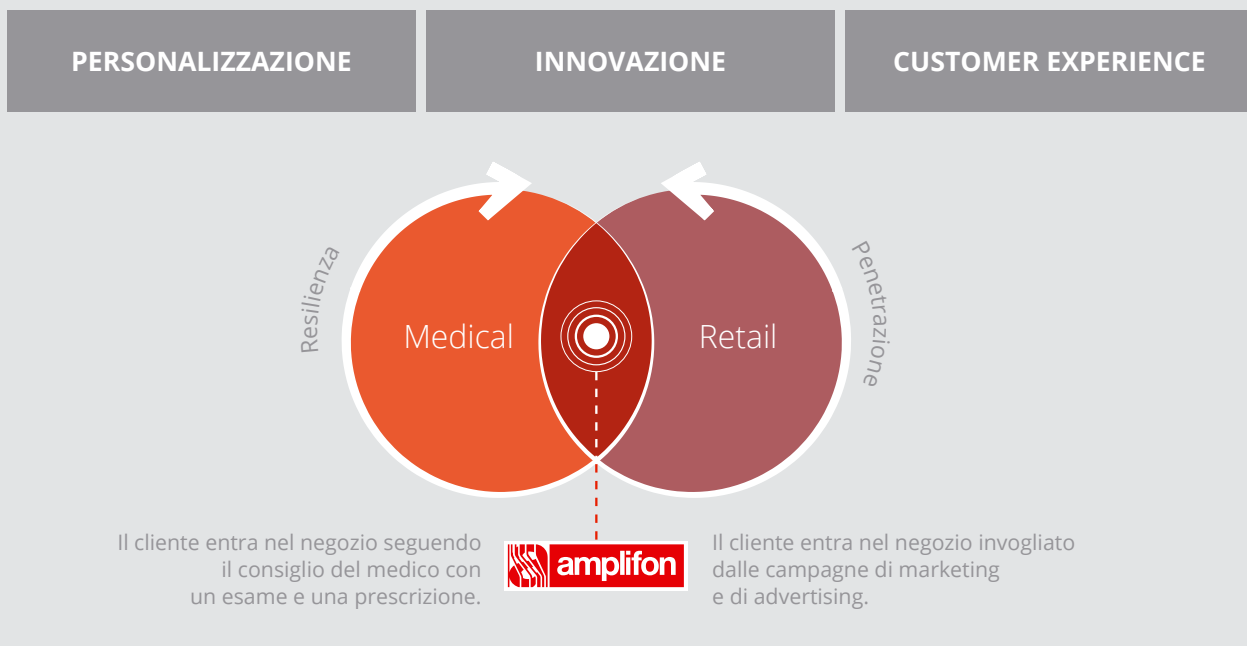 PERSONALIZZAZIONE
INNOVAZIONE
CUSTOMER EXPERIENCE
Resilienza
Medical
Retail
Penetrazione
Il cliente entra nel negozio seguendo
il consiglio del medico con
un esame e una prescrizione.
amplifon
Il cliente entra nel negozio invogliato
dalle campagne di marketing
e di advertising.